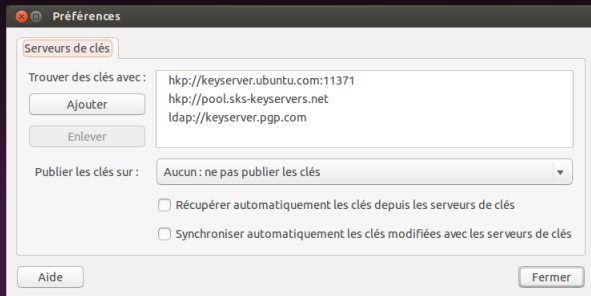 Préférences
Serveurs de clés
Trouver des clés avec :
hkp://keyserver.ubuntu.com:11371
hkp://pool.sks-keyservers.net
ldap://keyserver.pgp.com
Ajouter
Enlever
Publier les clés sur :
Aucun : ne pas publier les clés
Récupérer automatiquement les clés depuis les serveurs de clés
Synchroniser automatiquement les clés modifiées avec les serveurs de clés
Aide
Fermer